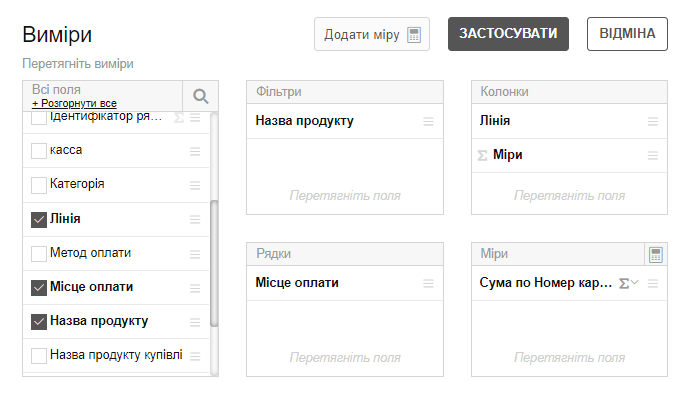 Виміри
Додати міру
ЗАСТОСУВАТИ
ВІДМІНА
Перетягніть виміри
Всі поля
+ Розгорнути все
Ідентифікатор ря...
касса
Категорія
Лінія
Метод оплати
Місце оплати
Назва продукту
Назва продукту купівлі
Фільтри
Назва продукту
Перетягніть поля
Колонки
Лінія
Σ Міри
Перетягніть поля
Рядки
Місце оплати
Перетягніть поля
Міри
Сума по Номер кар... Σ
Перетягніть поля